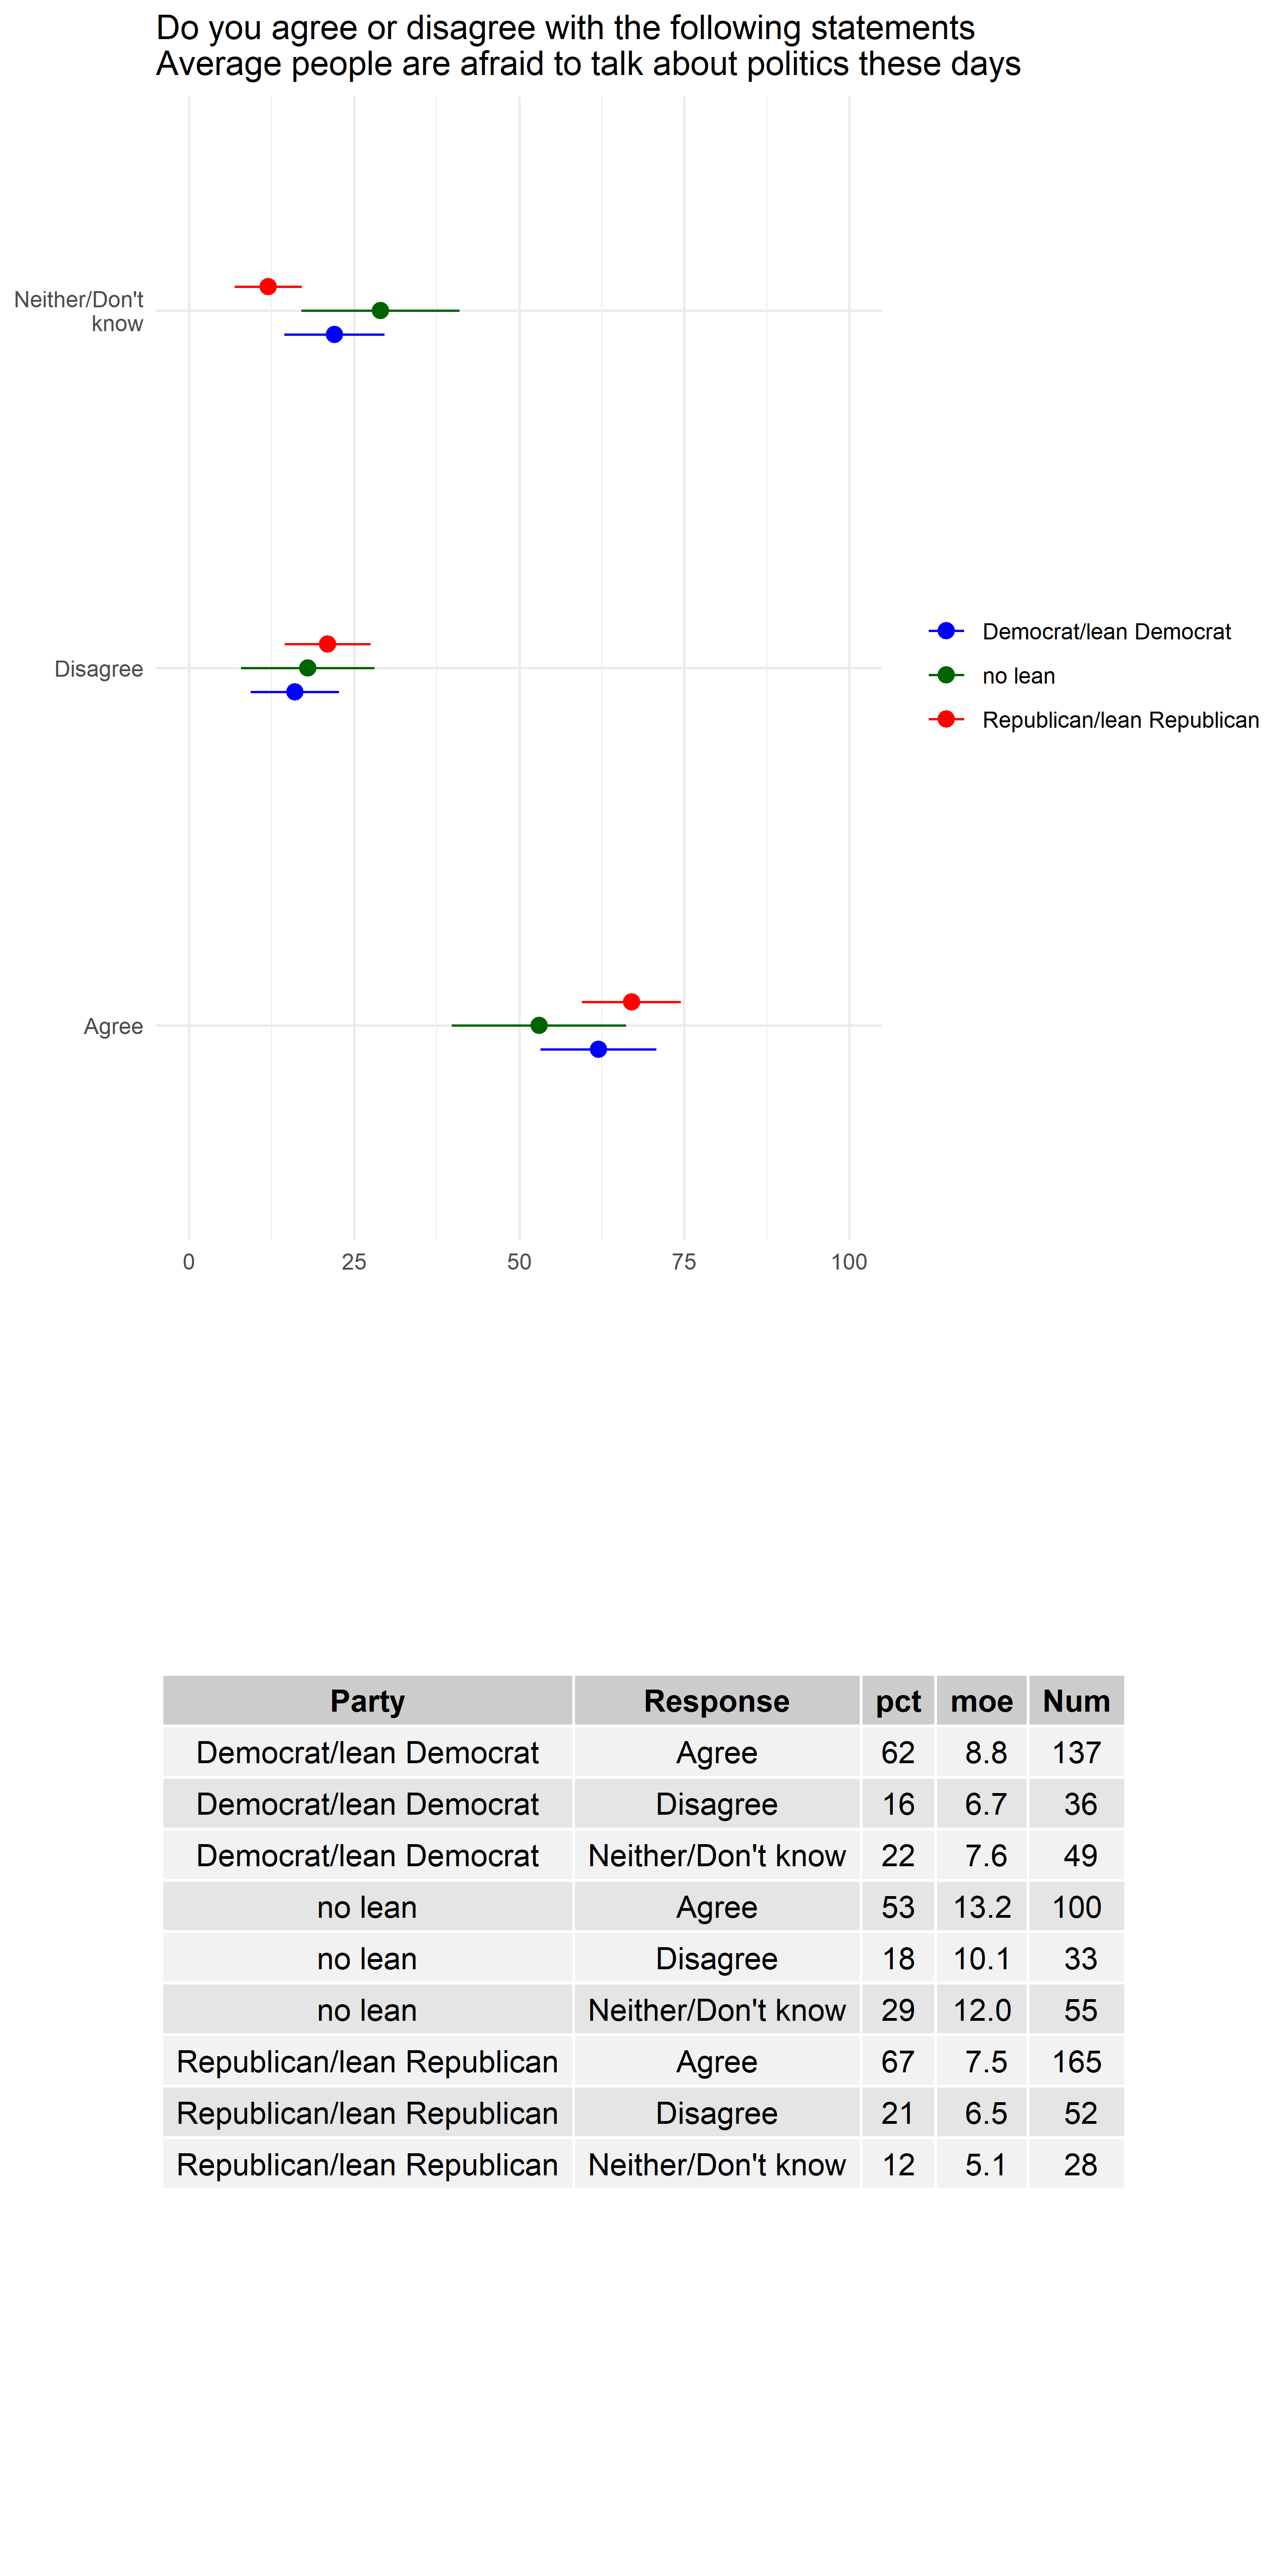 Do you agree or disagree with the following statements
Average people are afraid to talk about politics these days
Neither/Don't
know
Disagree
Agree
0 25 50 75 100
Democrat/lean Democrat
no lean
Republican/lean Republican
Party Response pct moe Num
Democrat/lean Democrat Agree 62 8.8 137
Democrat/lean Democrat Disagree 16 6.7 36
Democrat/lean Democrat Neither/Don't know 22 7.6 49
no lean Agree 53 13.2 100
no lean Disagree 18 10.1 33
no lean Neither/Don't know 29 12.0 55
Republican/lean Republican Agree 67 7.5 165
Republican/lean Republican Disagree 21 6.5 52
Republican/lean Republican Neither/Don't know 12 5.1 28